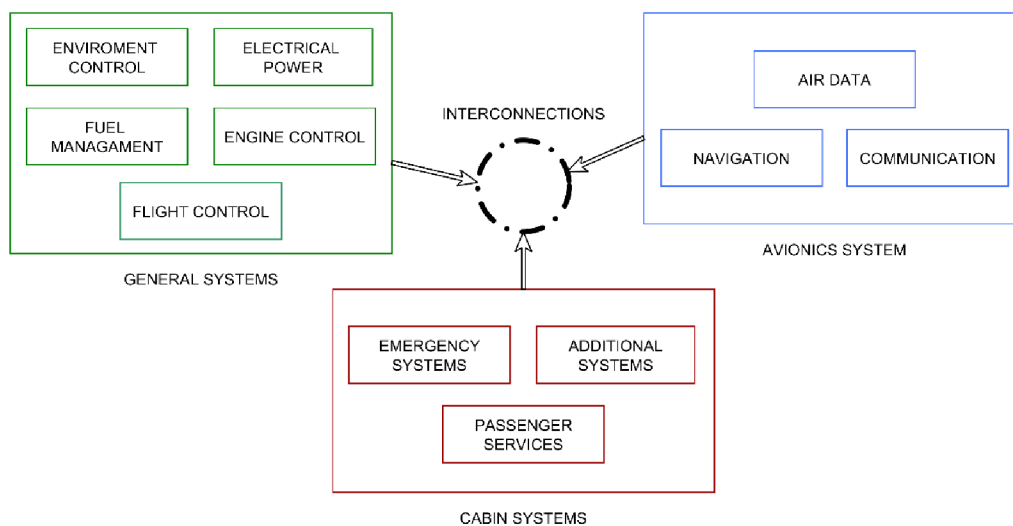 ENVIROMENT
CONTROL
ELECTRICAL
POWER
FUEL
MANAGAMENT
ENGINE CONTROL
FLIGHT CONTROL
GENERAL SYSTEMS
INTERCONNECTIONS
AIR DATA
NAVIGATION
COMMUNICATION
AVIONICS SYSTEM
EMERGENCY
SYSTEMS
ADDITIONAL
SYSTEMS
PASSENGER
SERVICES
CABIN SYSTEMS